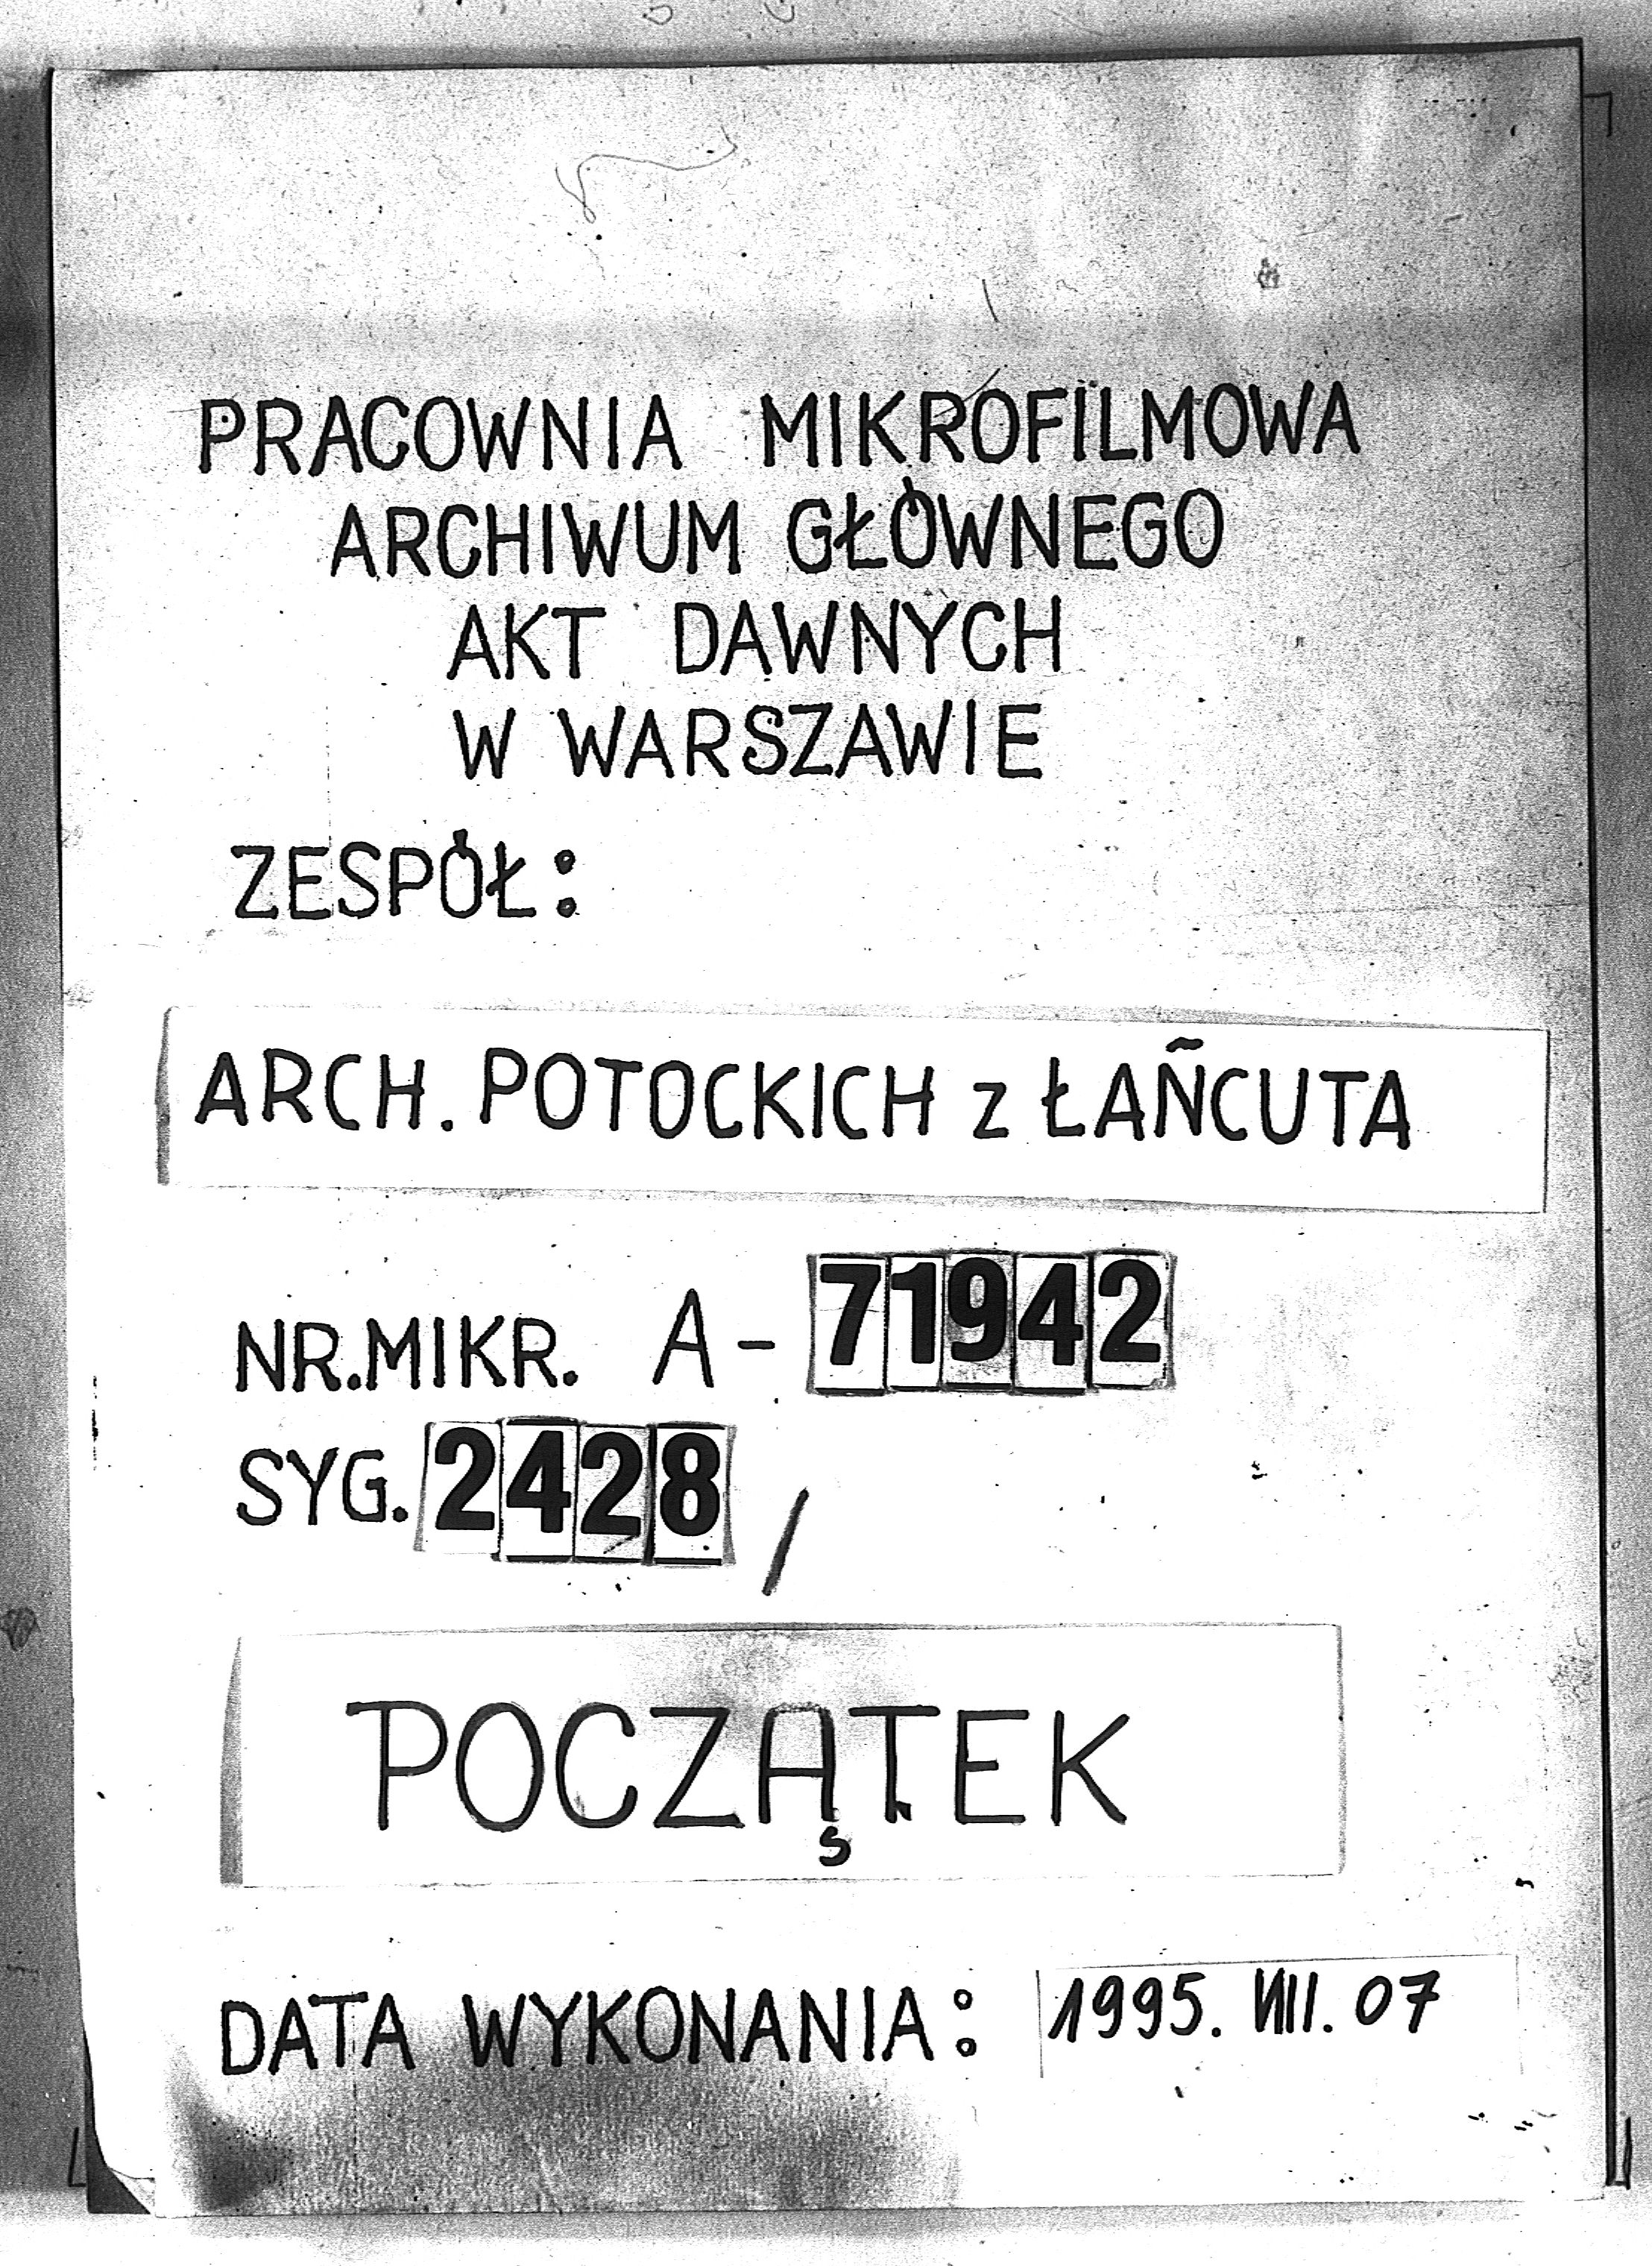 PRACOWNIA MIKROFILMOWA
ARCHIWUM GŁÓWNEGO
AKT DAWNYCH
W WARSZAWIE
ZESPÓŁ:
ARCH. POTOCKICH z ŁAŃCUTA
NR.MIKR. A-71942
SYG. 2428/
POCZĄTEK
DATA WYKONANIA: 1995. VIII. 07